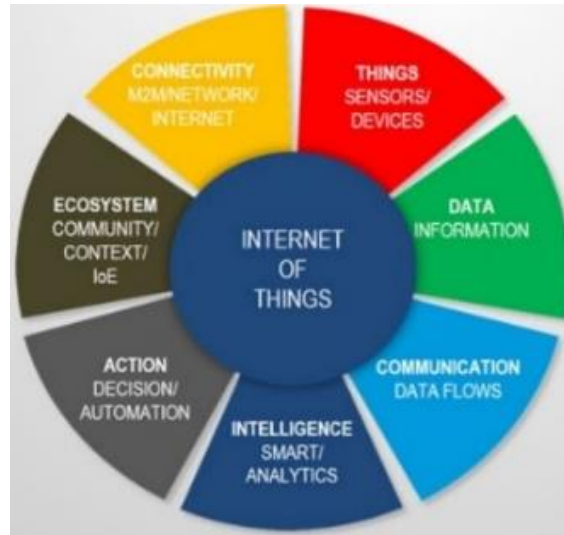 CONNECTIVITY
M2M/NETWORK/
INTERNET
THINGS
SENSORS/
DEVICES
DATA
INFORMATION
COMMUNICATION
DATA FLOWS
INTELLIGENCE
SMART/
ANALYTICS
ACTION
DECISION/
AUTOMATION
ECOSYSTEM
COMMUNITY/
CONTEXT/
IoE
INTERNET
OF
THINGS